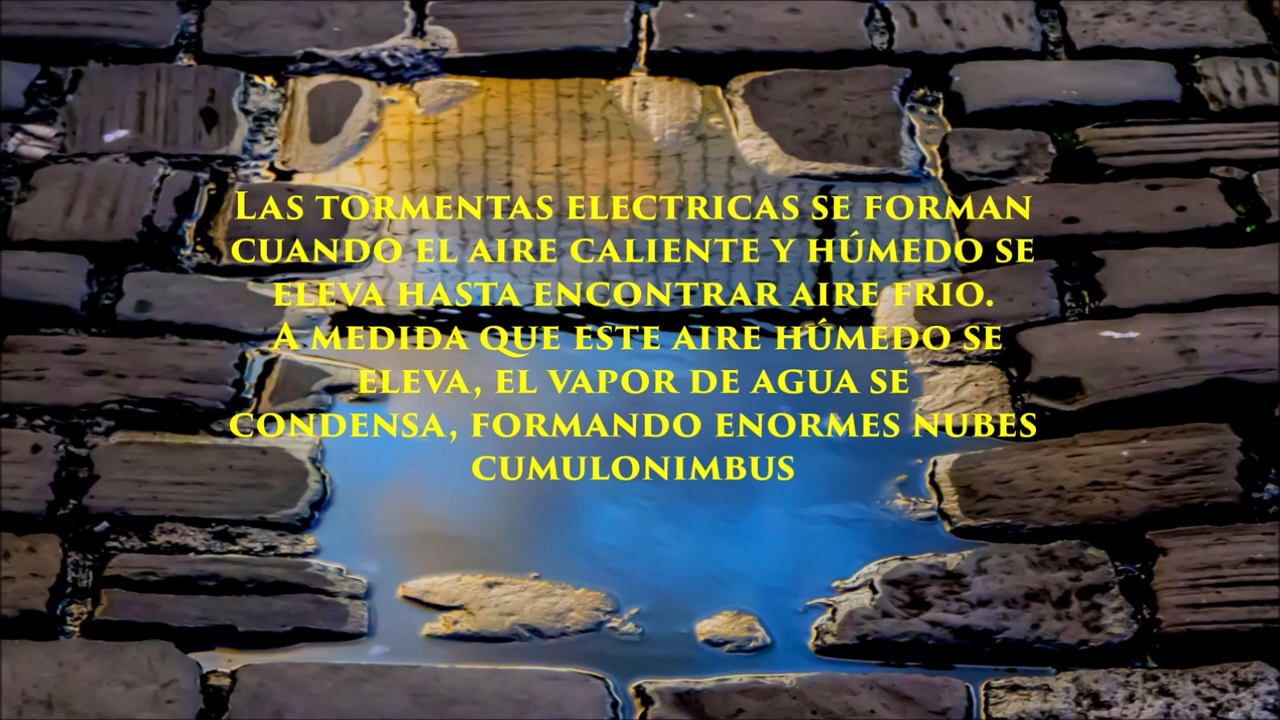 Las tormentas electricas se forman
cuando el aire caliente y húmedo se
eleva hasta encontrar aire frio.
A medida que este aire húmedo se
eleva, el vapor de agua se
condensa, formando enormes nubes
cumulonimbus